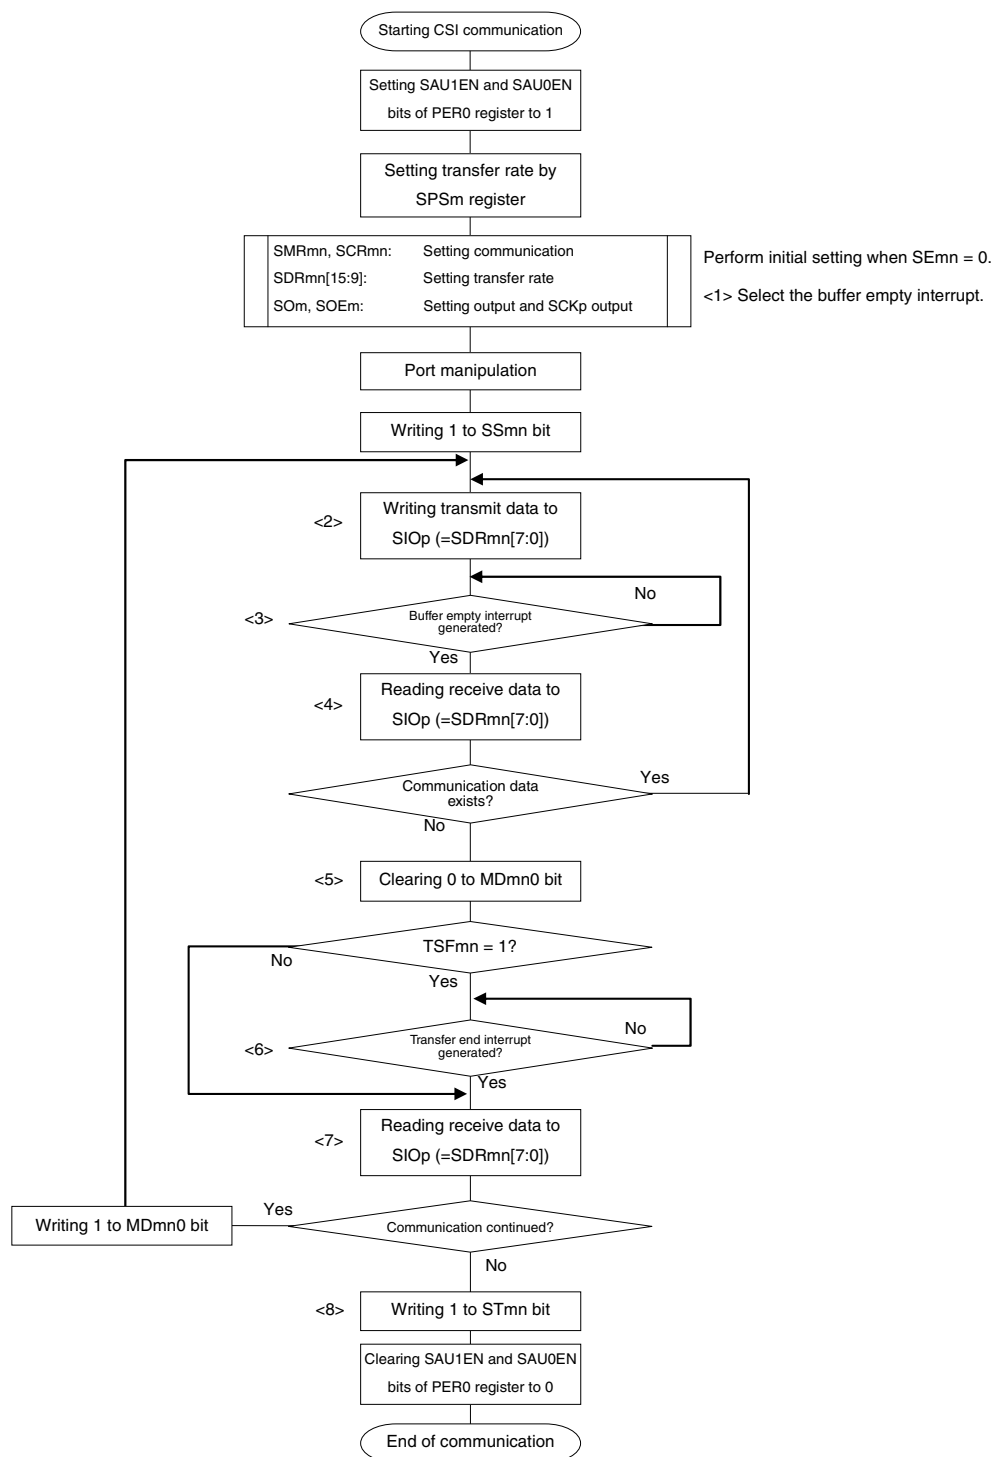 Starting CSI communication
Setting SAU1EN and SAU0EN
bits of PER0 register to 1
Setting transfer rate by
SPSm register
SMRmn, SCRmn: Setting communication
SDRmn[15:9]: Setting transfer rate
SOm, SOEm: Setting output and SCKp output
Perform initial setting when SEmn = 0.
<1> Select the buffer empty interrupt.
Port manipulation
Writing 1 to SSmn bit
<2>
Writing transmit data to
SIOp (=SDRmn[7:0])
No
<3>
Buffer empty interrupt
generated?
Yes
<4>
Reading receive data to
SIOp (=SDRmn[7:0])
Yes
Communication data
exists?
No
<5>
Clearing 0 to MDmn0 bit
TSFmn = 1?
No
Yes
No
<6>
Transfer end interrupt
generated?
Yes
<7>
Reading receive data to
SIOp (=SDRmn[7:0])
Yes
Writing 1 to MDmn0 bit
Communication continued?
No
<8>
Writing 1 to STmn bit
Clearing SAU1EN and SAU0EN
bits of PER0 register to 0
End of communication